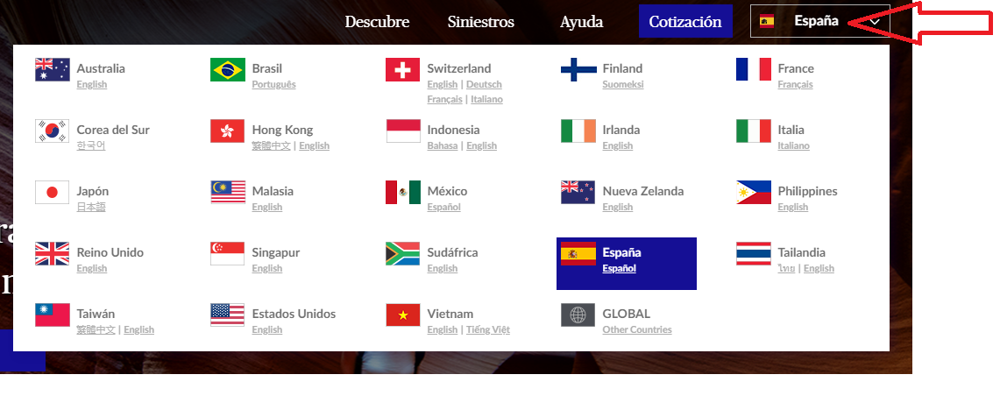 Descubre Siniestros Ayuda Cotización España
Australia
English
Brasil
Português
Switzerland
English | Deutsch
Français | Italiano
Finland
Suomeksi
France
Français
Corea del Sur
한국어
Hong Kong
繁體中文 | English
Indonesia
Bahasa | English
Irlanda
English
Italia
Italiano
Japón
日本語
Malasia
English
México
Español
Nueva Zelanda
English
Philippines
English
Reino Unido
English
Singapur
English
Sudáfrica
English
España
Español
Tailandia
ไทย | English
Taiwán
繁體中文 | English
Estados Unidos
English
Vietnam
English | Tiếng Việt
GLOBAL
Other Countries